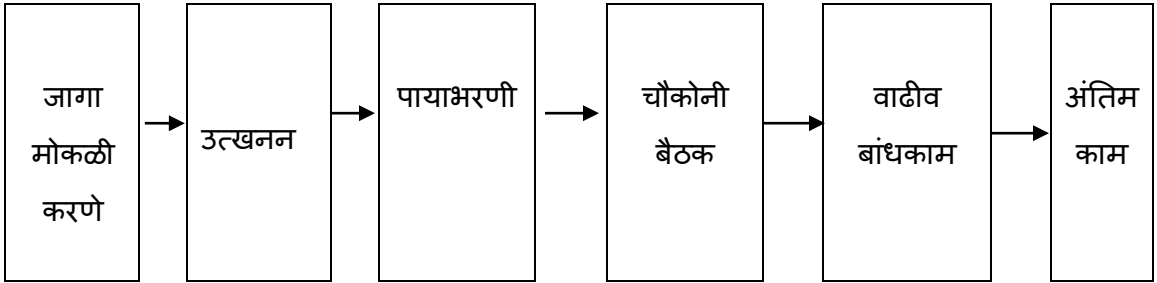 जागा
मोकळी
करणे
उत्खनन
पायाभरणी
चौकोनी
बैठक
वाढीव
बांधकाम
अंतिम
काम